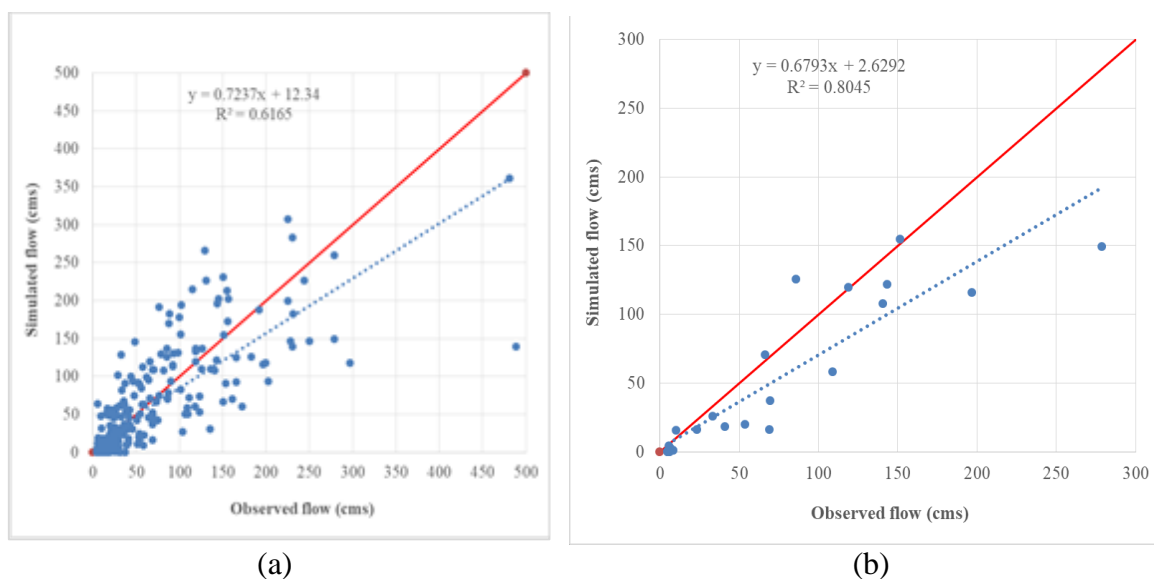 y = 0.7237x + 12.34
R² = 0.6165
500
450
400
350
300
250
200
150
100
50
0
Simulated flow (cms)
0 50 100 150 200 250 300 350 400 450 500
Observed flow (cms)
(a)
y = 0.6793x + 2.6292
R² = 0.8045
300
250
200
150
100
50
0
Simulated flow (cms)
0 50 100 150 200 250 300
Observed flow (cms)
(b)